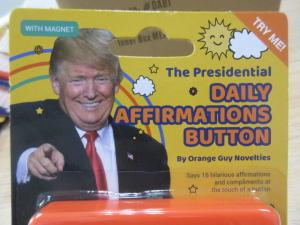 WITH MAGNET
TRY ME!
The Presidential
DAILY
AFFIRMATIONS
BUTTON
By Orange Guy Novelties
Says 16 hilarious affirmations
and compliments at
the touch of a button